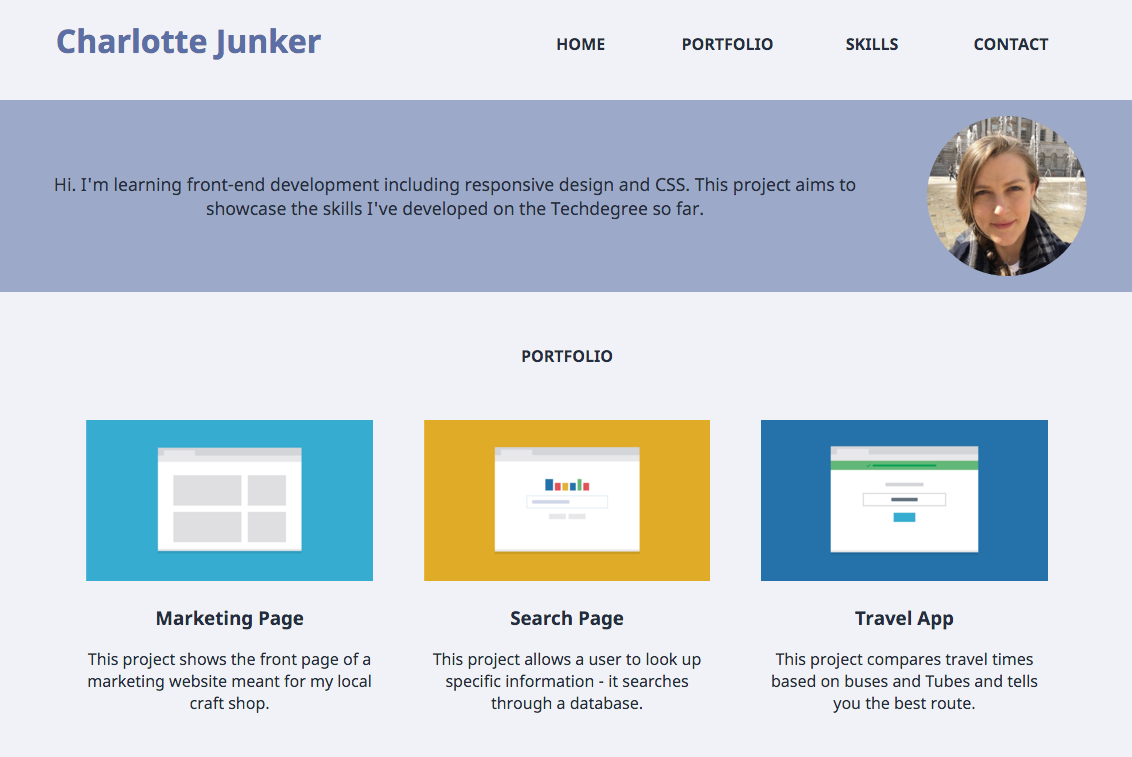 Charlotte Junker
HOME PORTFOLIO SKILLS CONTACT
Hi. I'm learning front-end development including responsive design and CSS. This project aims to
showcase the skills I've developed on the Techdegree so far.
PORTFOLIO
Marketing Page
This project shows the front page of a
marketing website meant for my local
craft shop.
Search Page
This project allows a user to look up
specific information - it searches
through a database.
Travel App
This project compares travel times
based on buses and Tubes and tells
you the best route.